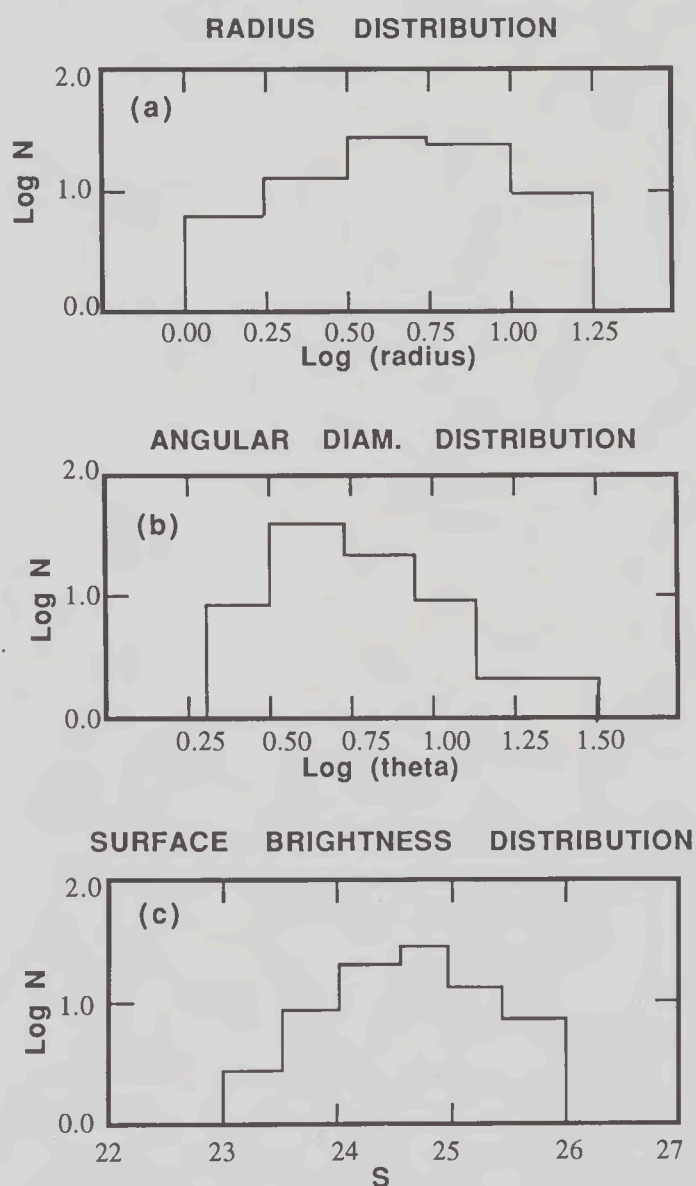 RADIUS DISTRIBUTION
2.0
(a)
Log N
1.0
0.0
0.00 0.25 0.50 0.75 1.00 1.25
Log (radius)
ANGULAR DIAM. DISTRIBUTION
2.0
(b)
Log N
1.0
0.0
0.25 0.50 0.75 1.00 1.25 1.50
Log (theta)
SURFACE BRIGHTNESS DISTRIBUTION
2.0
(c)
Log N
1.0
0.0
22 23 24 25 26 27
S